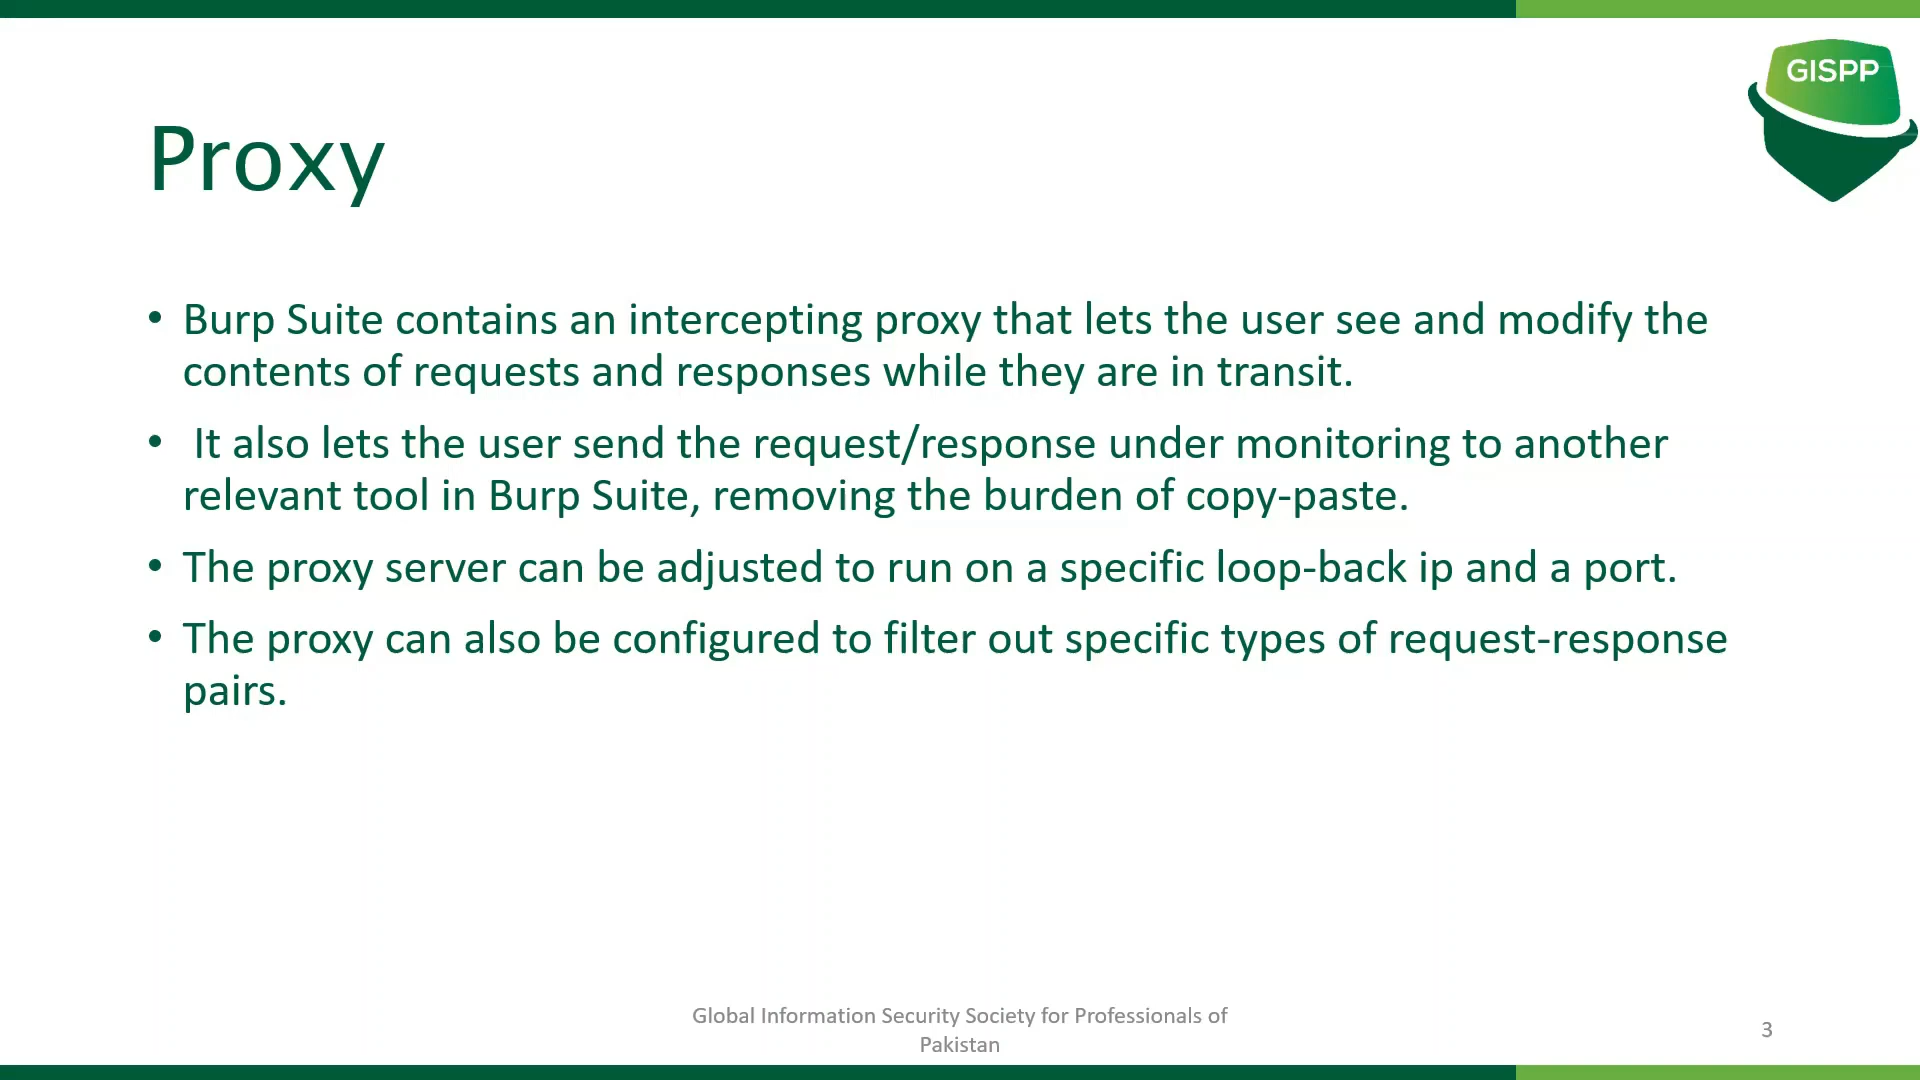 GISPP
Proxy
• Burp Suite contains an intercepting proxy that lets the user see and modify the
contents of requests and responses while they are in transit.
• It also lets the user send the request/response under monitoring to another
relevant tool in Burp Suite, removing the burden of copy-paste.
• The proxy server can be adjusted to run on a specific loop-back ip and a port.
• The proxy can also be configured to filter out specific types of request-response
pairs.
Global Information Security Society for Professionals of
Pakistan
3